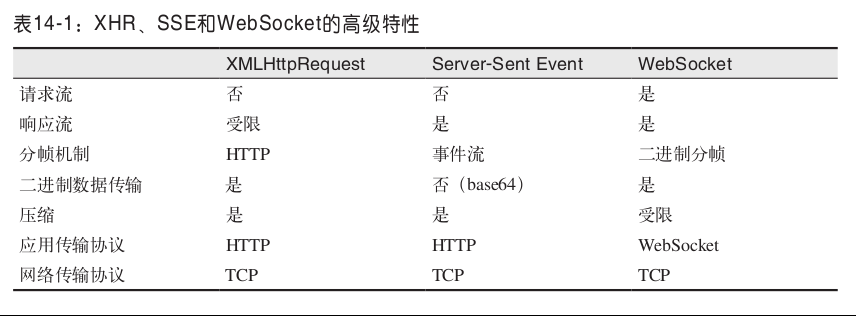 表14-1：XHR、SSE和WebSocket的高级特性
XMLHttpRequest Server-Sent Event WebSocket
请求流 否 否 是
响应流 受限 是 是
分帧机制 HTTP 事件流 二进制分帧
二进制数据传输 是 否（base64） 是
压缩 是 是 受限
应用传输协议 HTTP HTTP WebSocket
网络传输协议 TCP TCP TCP